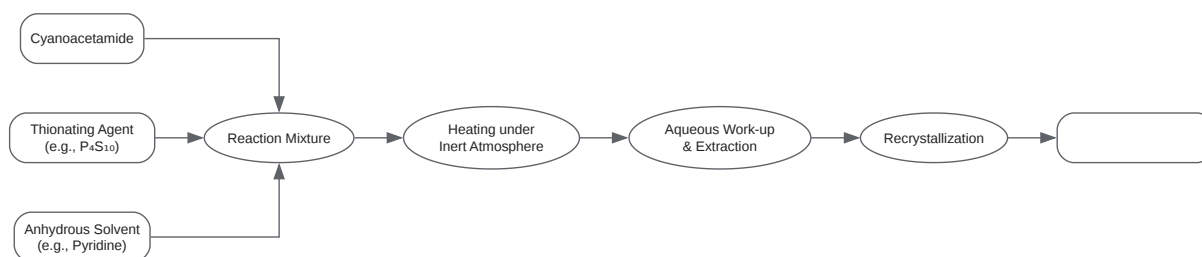 Cyanoacetamide
Thionating Agent
(e.g., P₄S₁₀)
Anhydrous Solvent
(e.g., Pyridine)
Reaction Mixture
Heating under
Inert Atmosphere
Aqueous Work-up
& Extraction
Recrystallization